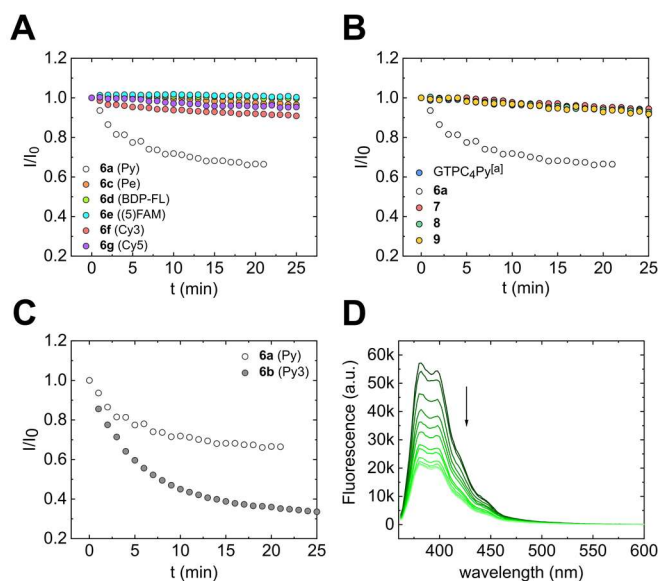 A
1.2
1.0
0.8
0.6
0.4
0.2
I/I0
0 5 10 15 20 25
t (min)
6a (Py)
6c (Pe)
6d (BDP-FL)
6e ((5)FAM)
6f (Cy3)
6g (Cy5)
B
1.2
1.0
0.8
0.6
0.4
0.2
I/I0
0 5 10 15 20 25
t (min)
GTPC4Py[a]
6a
7
8
9
C
1.2
1.0
0.8
0.6
0.4
0.2
I/I0
0 5 10 15 20 25
t (min)
6a (Py)
6b (Py3)
D
60k
50k
40k
30k
20k
10k
0
Fluorescence (a.u.)
400 450 500 550 600
wavelength (nm)